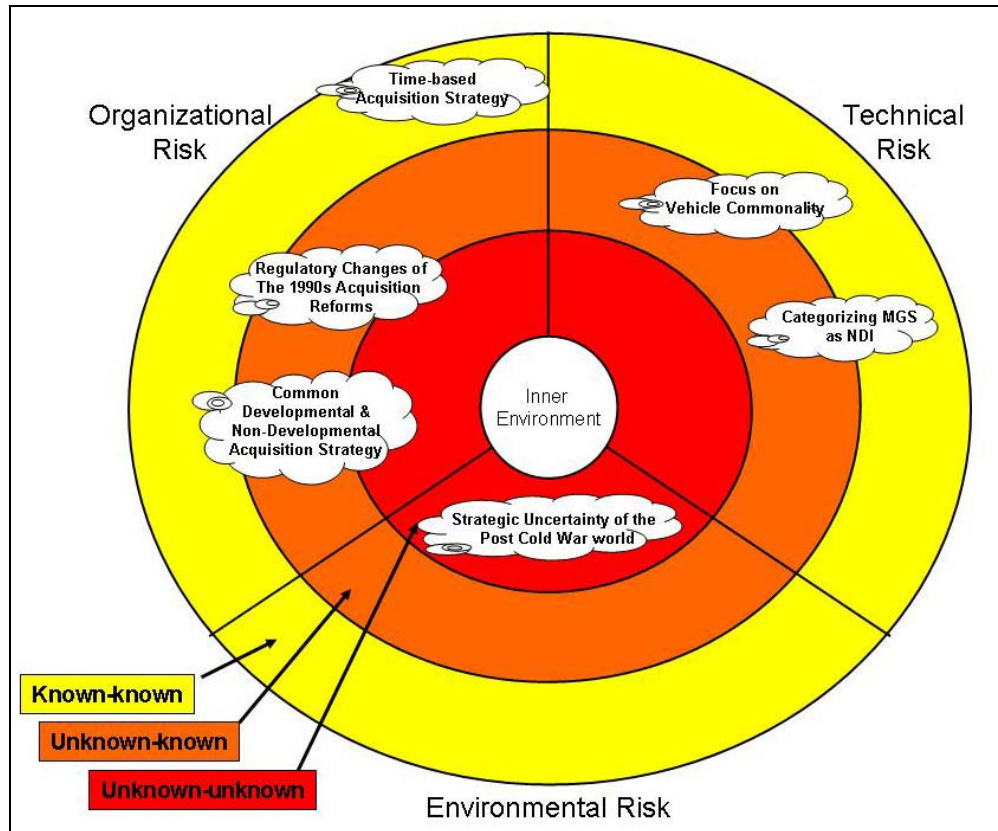 Time-based
Acquisition Strategy
Organizational
Risk
Technical
Risk
Focus on
Vehicle Commonality
Regulatory Changes of
The 1990s Acquisition
Reforms
Categorizing MGS
as NDI
Common
Developmental &
Non-Developmental
Acquisition Strategy
Inner
Environment
Strategic Uncertainty of the
Post Cold War world
Known-known
Unknown-known
Unknown-unknown
Environmental Risk